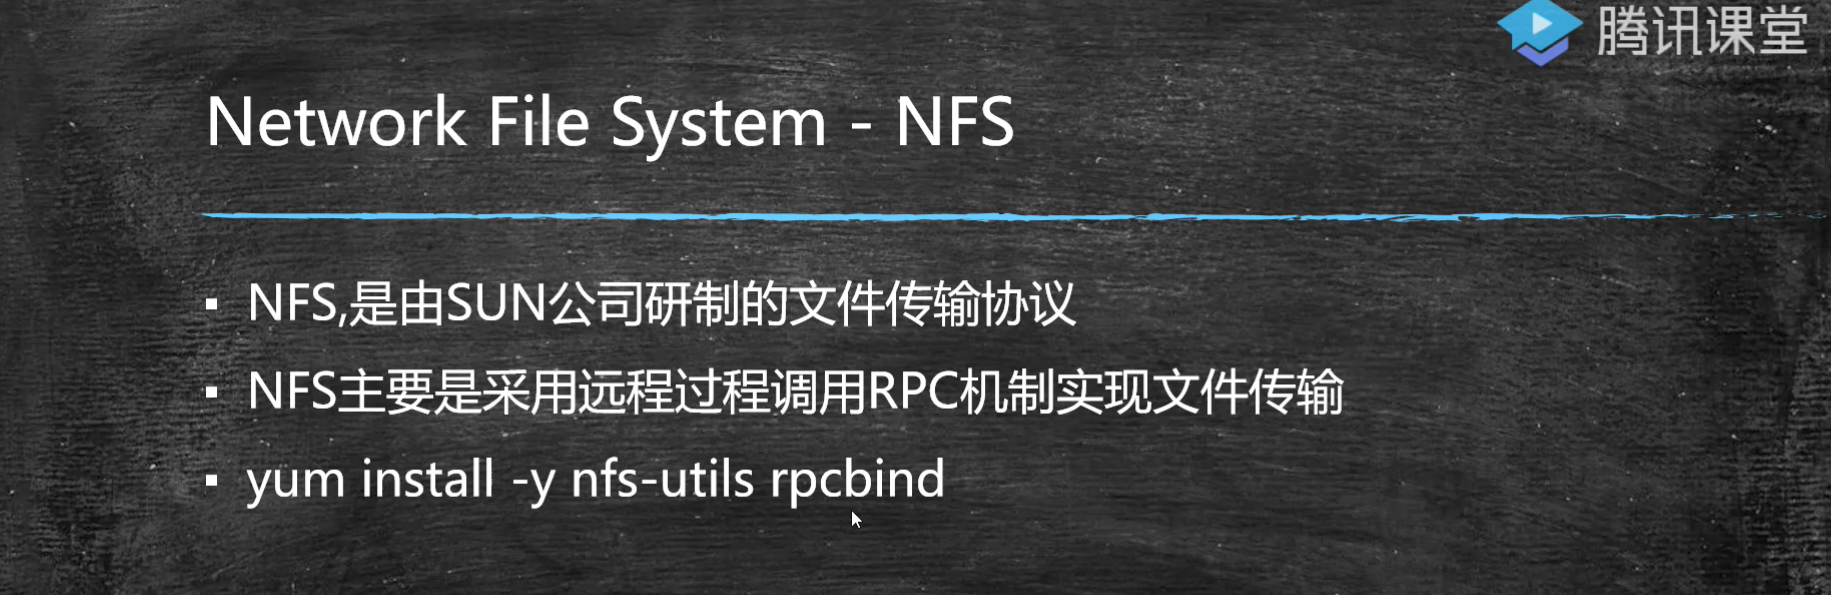 腾讯课堂
Network File System - NFS
NFS,是由SUN公司研制的文件传输协议
NFS主要是采用远程过程调用RPC机制实现文件传输
yum install -y nfs-utils rpcbind